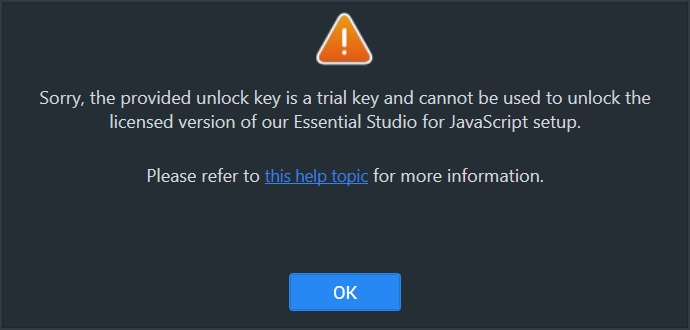 Sorry, the provided unlock key is a trial key and cannot be used to unlock the
licensed version of our Essential Studio for JavaScript setup.
Please refer to this help topic for more information.
OK